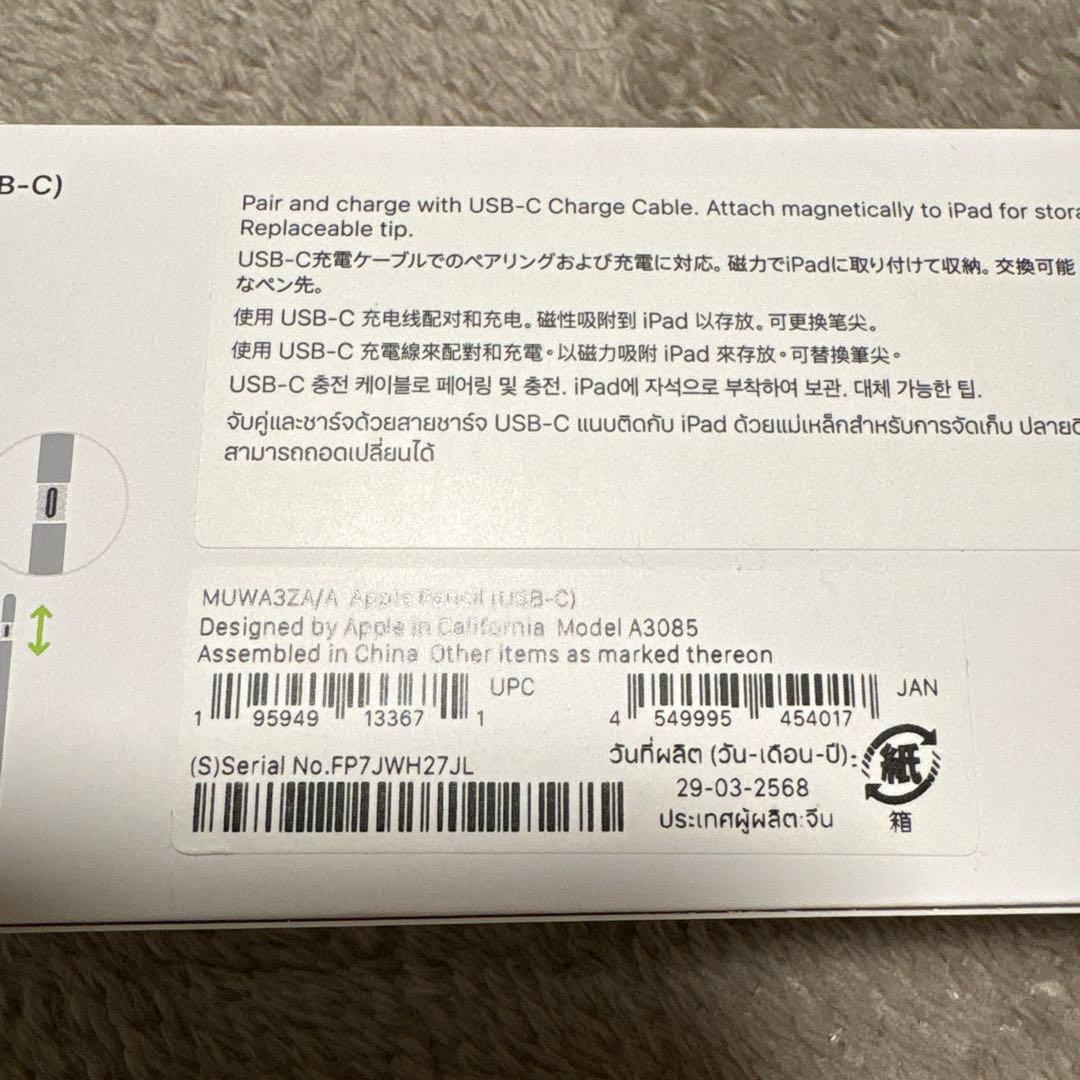 B-C)
Pair and charge with USB-C Charge Cable. Attach magnetically to iPad for
Replaceable tip.
USB-C充電ケーブルでのペアリングおよび充電に対応。磁力でiPadに取り付けて収納。交換可能
なペン先。
使用 USB-C 充电线配对和充电。磁性吸附到 iPad 以存放。可更换笔尖。
使用 USB-C 充電線來配對和充電。以磁力吸附 iPad 來存放。可替換筆尖。
USB-C 충전 케이블로 페어링 및 충전. iPad에 자석으로 부착하여 보관. 대체 가능한 팁.
จับคู่และชาร์จด้วยสายชาร์จ USB-C แนบติดกับ iPad ด้วยแม่เหล็กสำหรับการจัดเก็บ
สามารถถอดเปลี่ยนได้
MUWA3ZA/A Apple Pencil (USB-C)
Designed by Apple in California Model A3085
Assembled in China Other items as marked thereon
UPC
1 95949 13367 1
JAN
4 549995 454017
(S)Serial No.FP7JWH27JL
วันที่ผลิต (วัน-เดือน-ปี):
29-03-2568
ประเทศผู้ผลิต:จีน
紙
箱